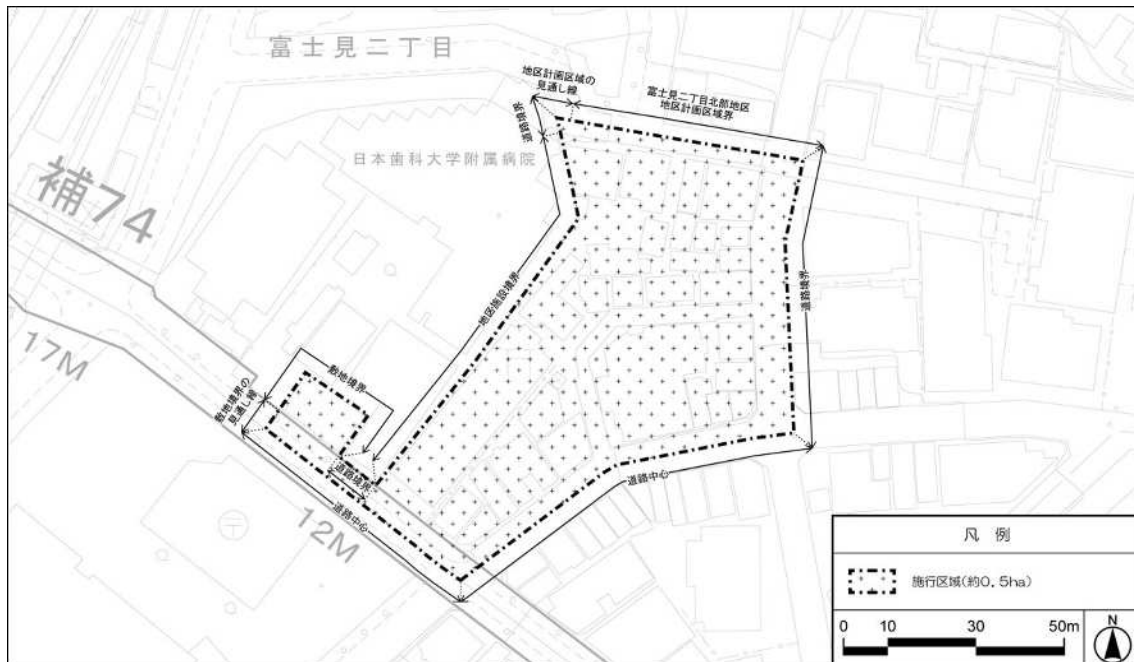 富士見二丁目
地区計画区域の
見通し線
富士見二丁目北部地区
地区計画区域界
道路境界
日本歯科大学附属病院
補74
地区施設境界
道路境界
17M
敷地境界
敷地境界の
見通し線
道路境界
道路中心
道路中心
12M
凡 例
施行区域(約0.5ha)
0 10 30 50m
N